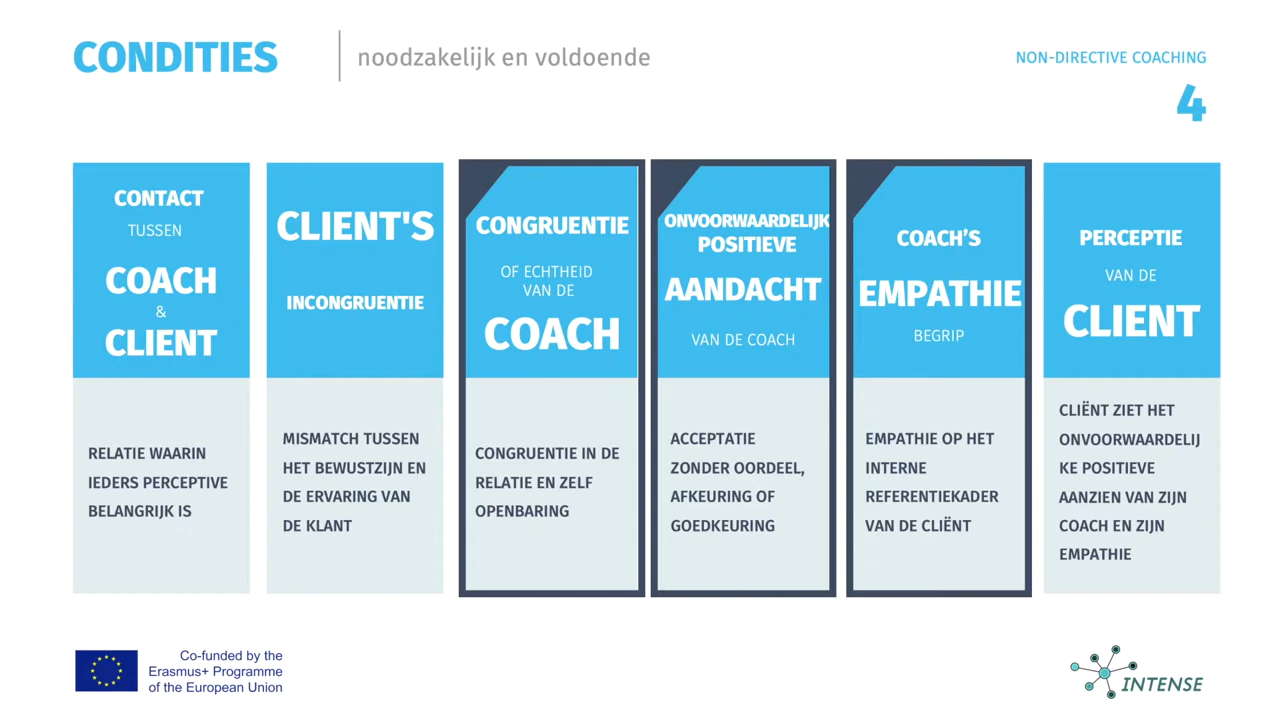 CONDITIES
noodzakelijk en voldoende
NON-DIRECTIVE COACHING
4
CONTACT
TUSSEN
COACH
&
CLIENT
RELATIE WAARIN
IEDERS PERCEPTIVE
BELANGRIJK IS
CLIENT'S
INCONGRUENTIE
MISMATCH TUSSEN
HET BEWUSTZIJN EN
DE ERVARING VAN
DE KLANT
CONGRUENTIE
OF ECHTHEID
VAN DE
COACH
CONGRUENTIE IN DE
RELATIE EN ZELF
OPENBARING
ONVOORWAARDELIJK
POSITIEVE
AANDACHT
VAN DE COACH
ACCEPTATIE
ZONDER OORDEEL,
AFKEURING OF
GOEDKEURING
COACH'S
EMPATHIE
BEGRIP
EMPATHIE OP HET
INTERNE
REFERENTIEKADER
VAN DE CLIËNT
PERCEPTIE
VAN DE
CLIENT
CLIËNT ZIET HET
ONVOORWAARDELIJ
KE POSITIEVE
AANZIEN VAN ZIJN
COACH EN ZIJN
EMPATHIE
Co-funded by the
Erasmus+ Programme
of the European Union
INTENSE